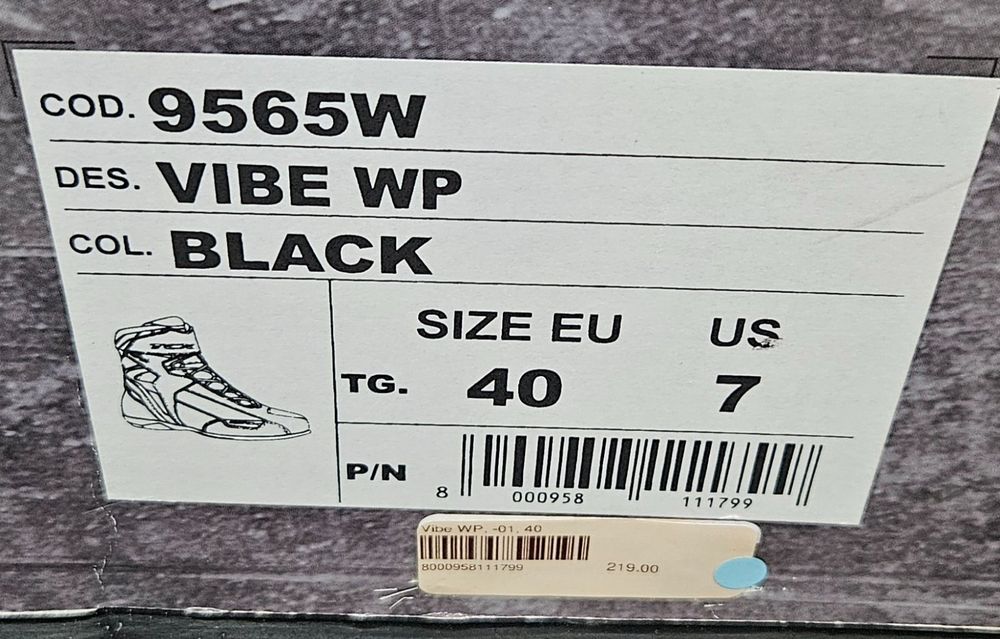 COD. 9565W
DES. VIBE WP
COL. BLACK
TCX
SIZE EU US
TG. 40 7
P/N
8 000958 111799
Vibe WP, -01, 40
8000958111799
219.00